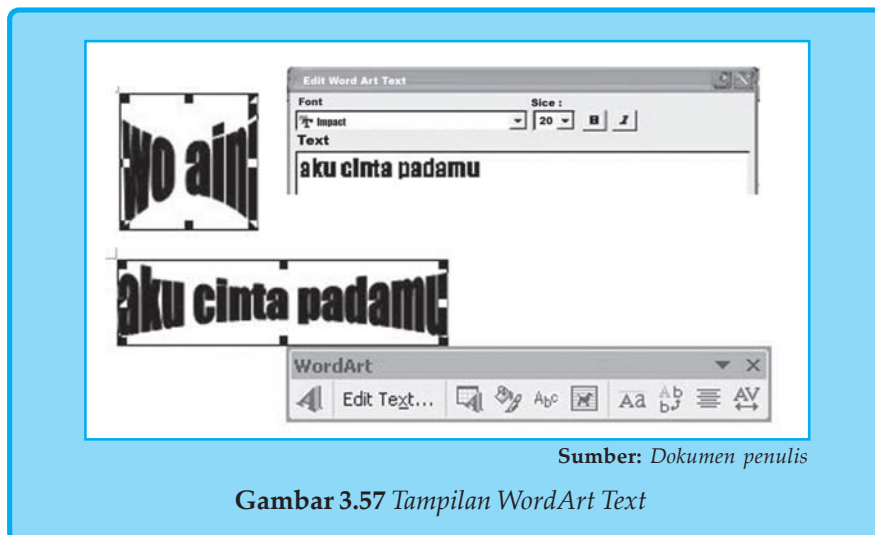 wo aini
Edit Word Art Text
Font Sice :
Impact 20 B I
Text
aku cinta padamu
aku cinta padamu
WordArt
Edit Text... Abc Aa Ab b AV
Sumber: Dokumen penulis
Gambar 3.57 Tampilan WordArt Text